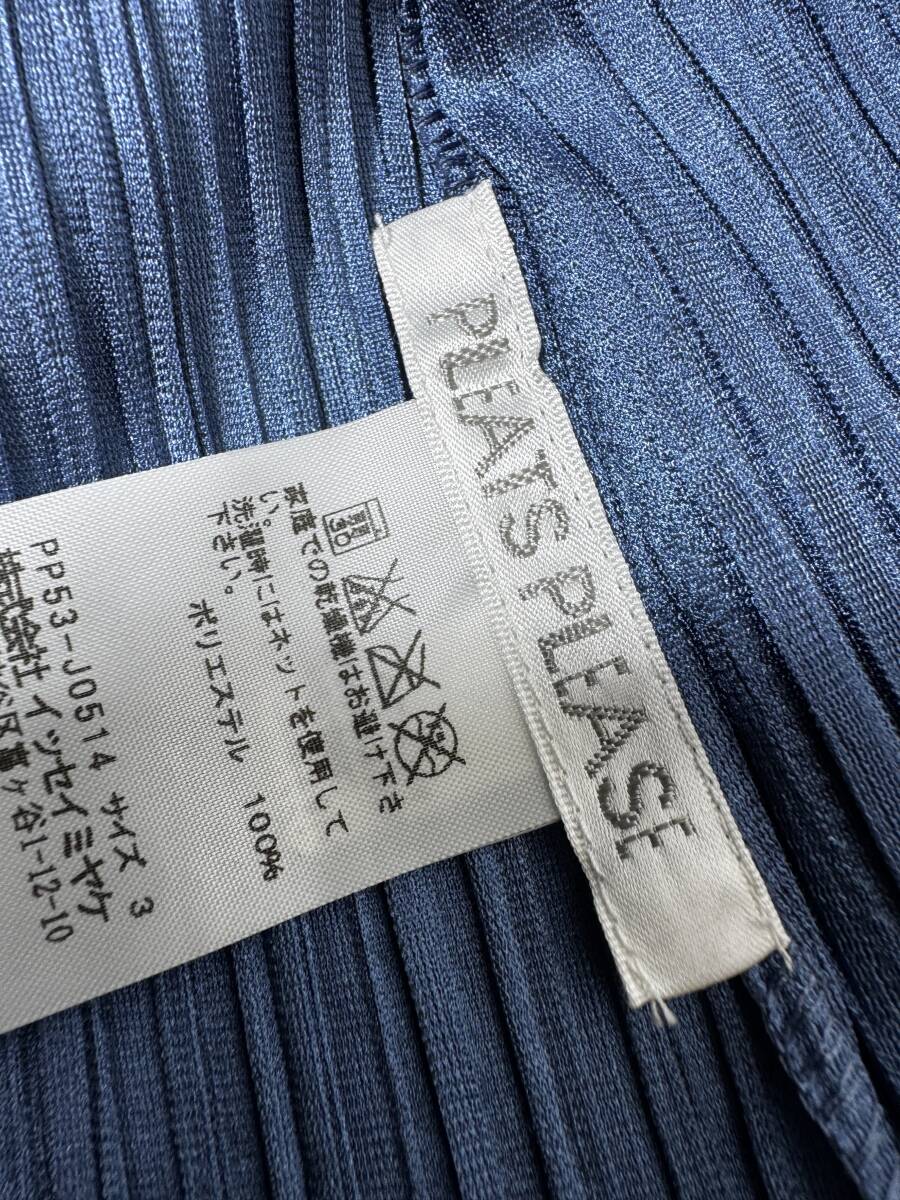 PLEATS PLEASE
高温での乾燥機はお避け下さ
い。
洗濯時にはネットを使用して
下さい。
ポリエステル 100%
PP53-J0514 サイズ 3
株式会社イッセイミヤケ
谷1-12-10